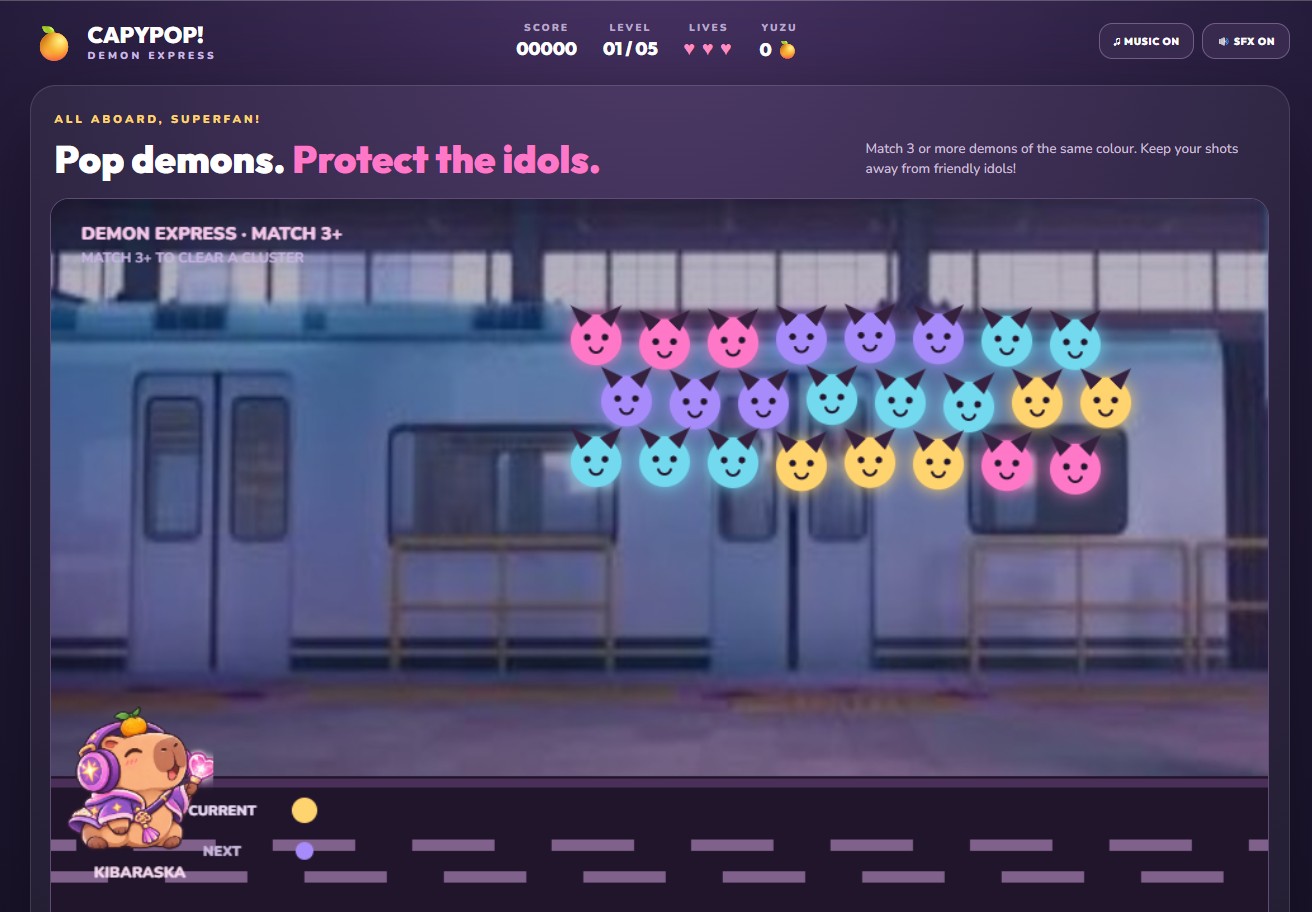 CAPYPOP!
DEMON EXPRESS
SCORE
00000
LEVEL
01 / 05
LIVES
♥ ♥ ♥
YUZU
0
♫ MUSIC ON
SFX ON
ALL ABOARD, SUPERFAN!
Pop demons. Protect the idols.
Match 3 or more demons of the same colour. Keep your shots
away from friendly idols!
DEMON EXPRESS · MATCH 3+
MATCH 3+ TO CLEAR A CLUSTER
CURRENT
NEXT
KIBARASKA